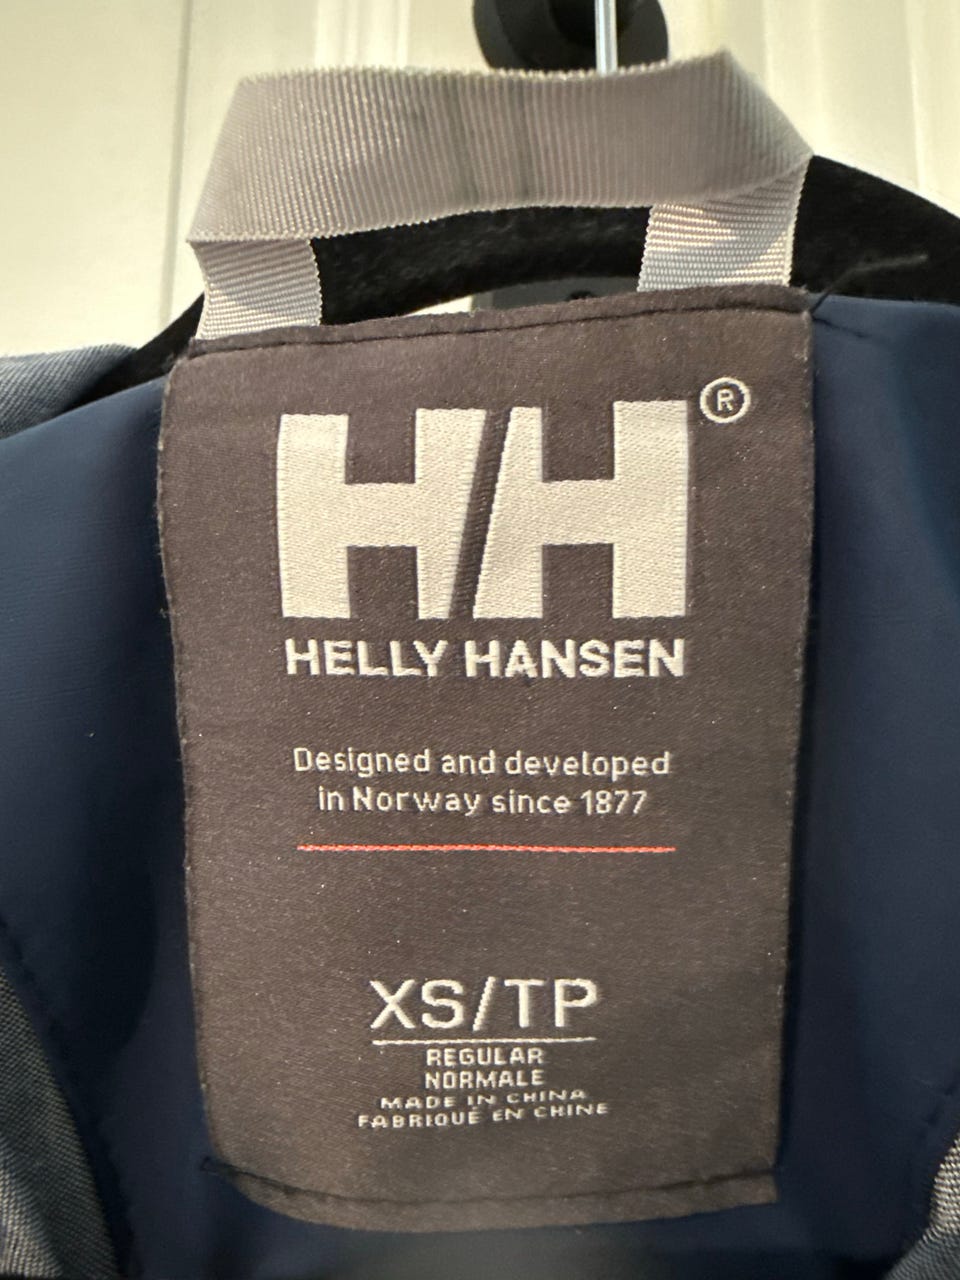 HH®
HELLY HANSEN
Designed and developed
in Norway since 1877
XS/TP
REGULAR
NORMALE
MADE IN CHINA
FABRIQUÉ EN CHINE